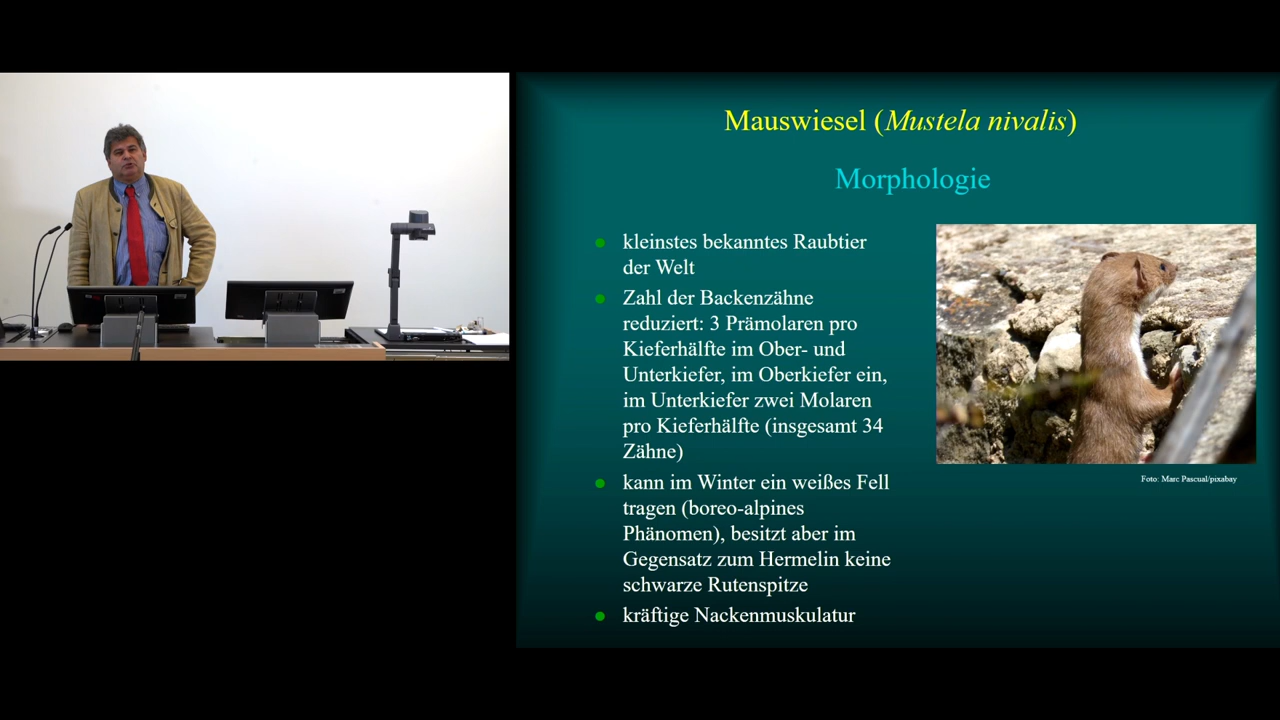 Mauswiesel (Mustela nivalis)
Morphologie
kleinstes bekanntes Raubtier
der Welt
Zahl der Backenzähne
reduziert: 3 Prämolaren pro
Kieferhälfte im Ober- und
Unterkiefer, im Oberkiefer ein,
im Unterkiefer zwei Molaren
pro Kieferhälfte (insgesamt 34
Zähne)
kann im Winter ein weißes Fell
tragen (boreo-alpines
Phänomen), besitzt aber im
Gegensatz zum Hermelin keine
schwarze Rutenspitze
kräftige Nackenmuskulatur
Foto: Marc Pascual/pixabay